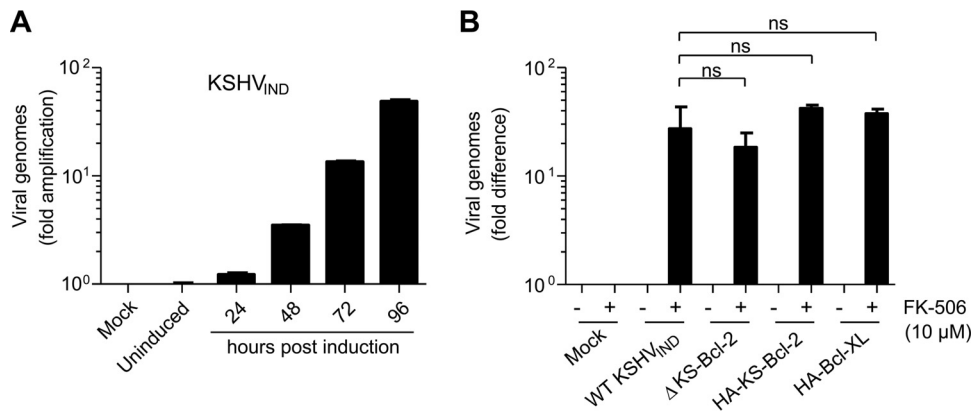 A
KSHVIND
Viral genomes
(fold amplification)
10²
10¹
10⁰
Mock
Uninduced
24
48
72
96
hours post induction
B
ns
ns
ns
Viral genomes
(fold difference)
10²
10¹
10⁰
- + - + - + - + - + FK-506
(10 µM)
Mock
WT KSHVIND
Δ KS-Bcl-2
HA-KS-Bcl-2
HA-Bcl-XL